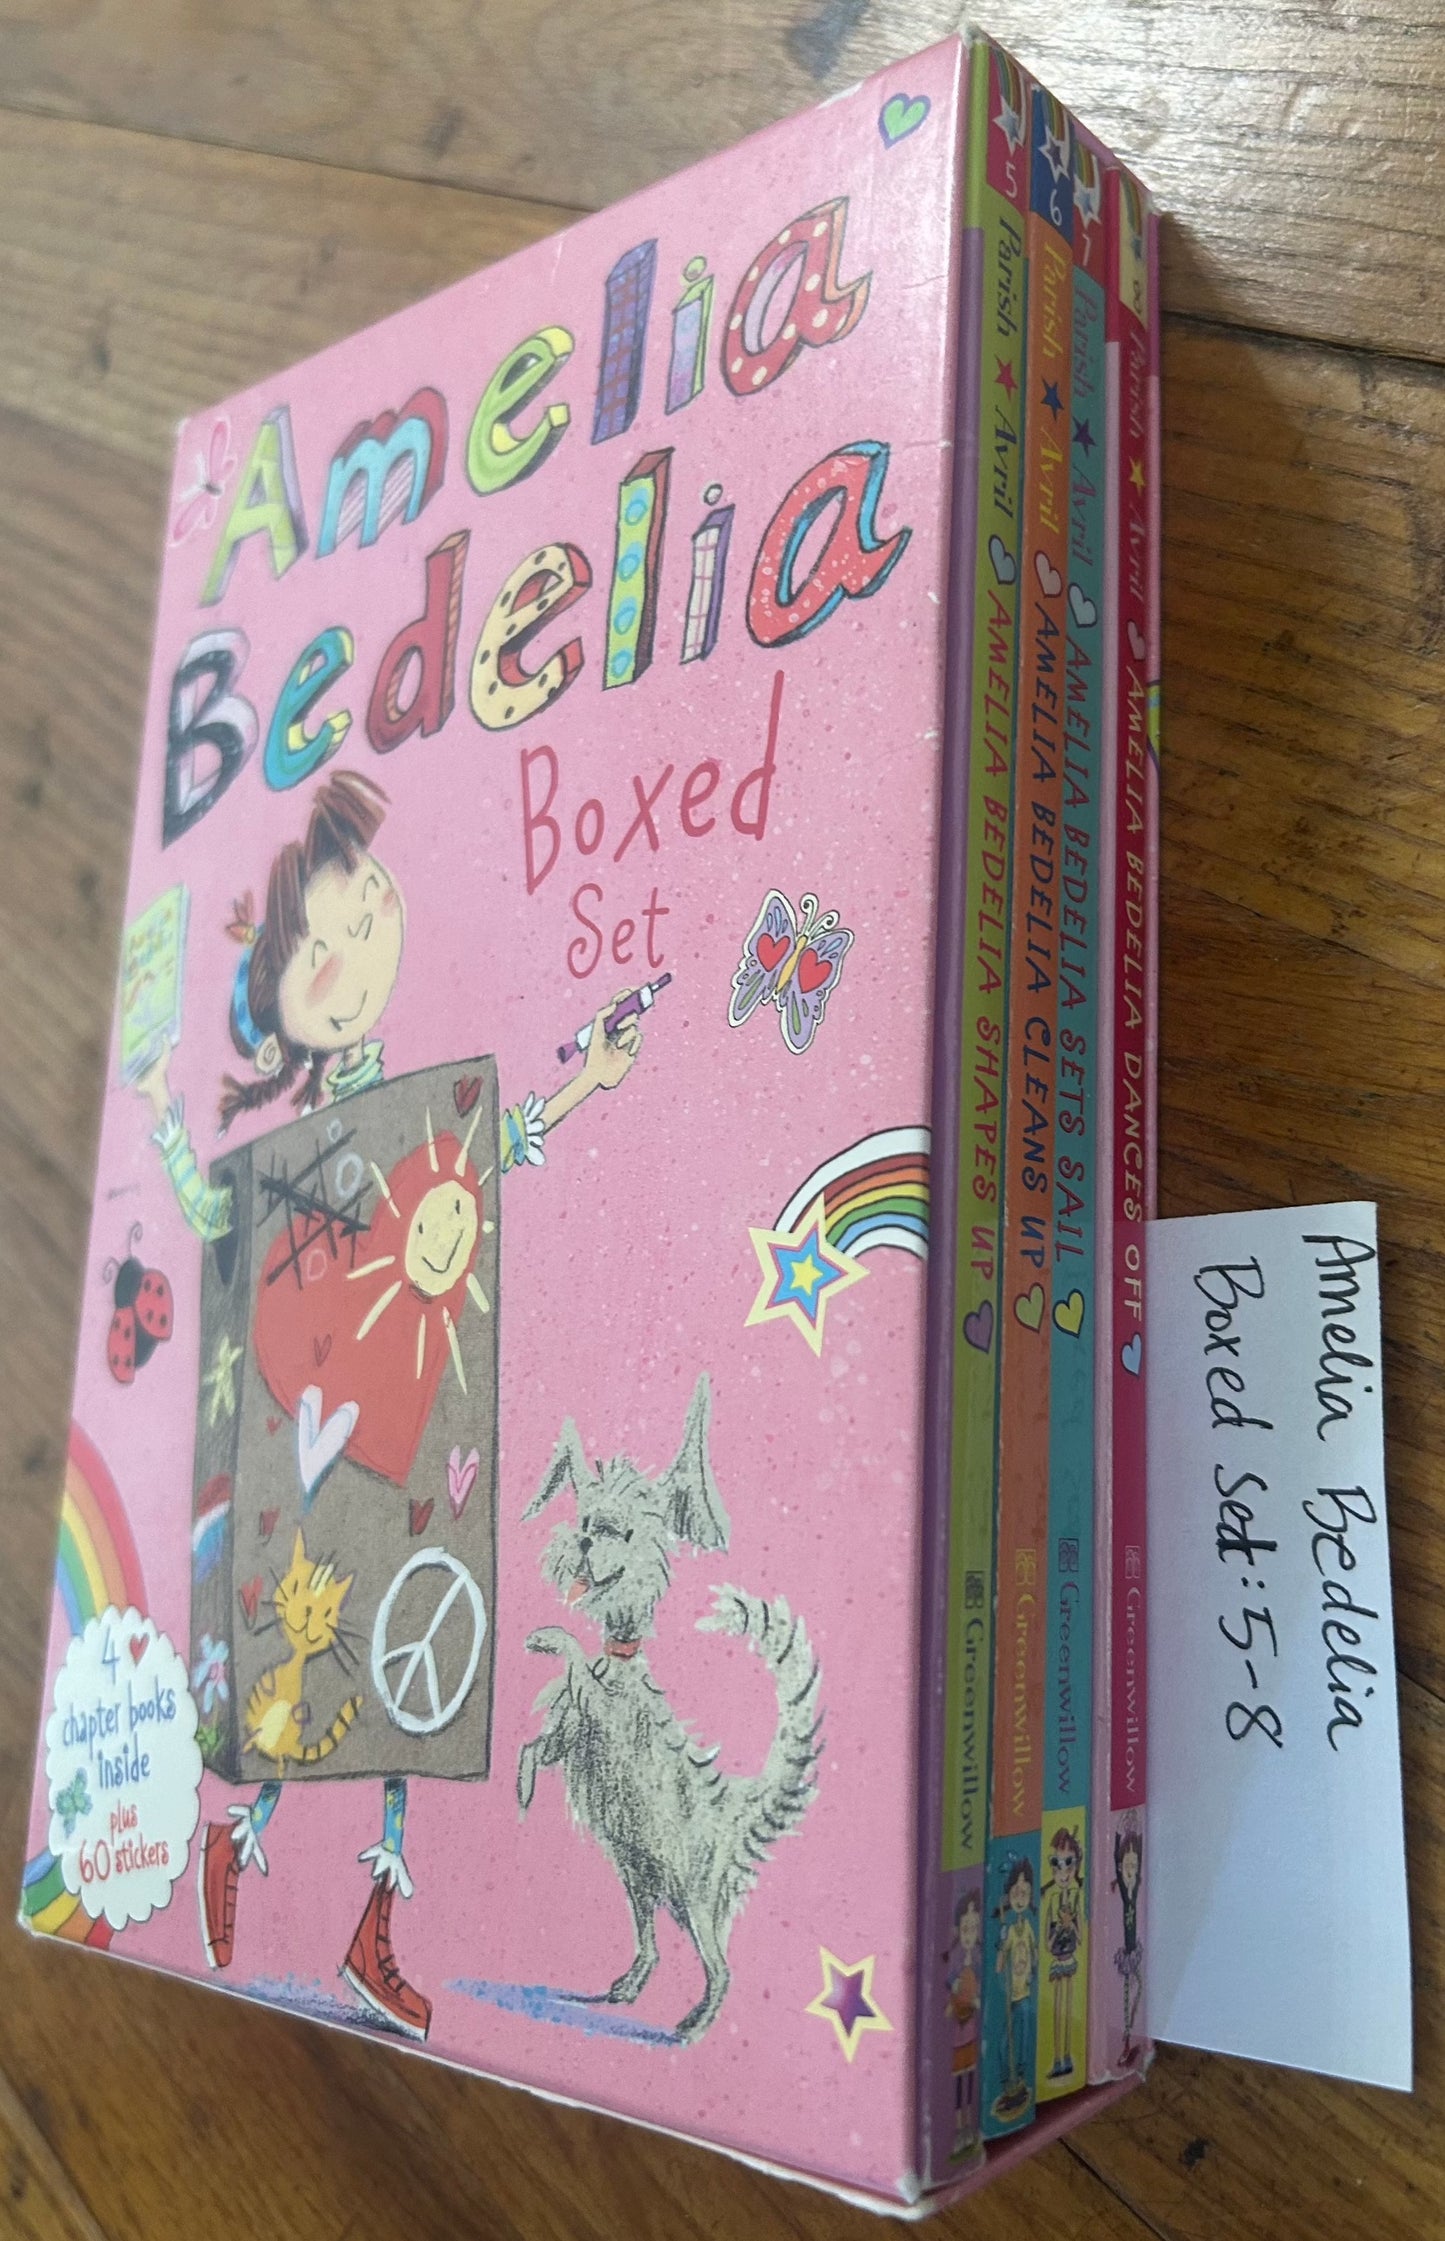 Amelia
Bedelia
Boxed
Set
4
chapter books
inside
plus
60 stickers
5 Parish Avril AMELIA BEDELIA SHAPES UP Greenwillow
6 Parish Avril AMELIA BEDELIA CLEANS UP Greenwillow
7 Parish Avril AMELIA BEDELIA SETS SAIL Greenwillow
8 Parish Avril AMELIA BEDELIA DANCES OFF Greenwillow
Amelia Bedelia
Boxed Set: 5-8